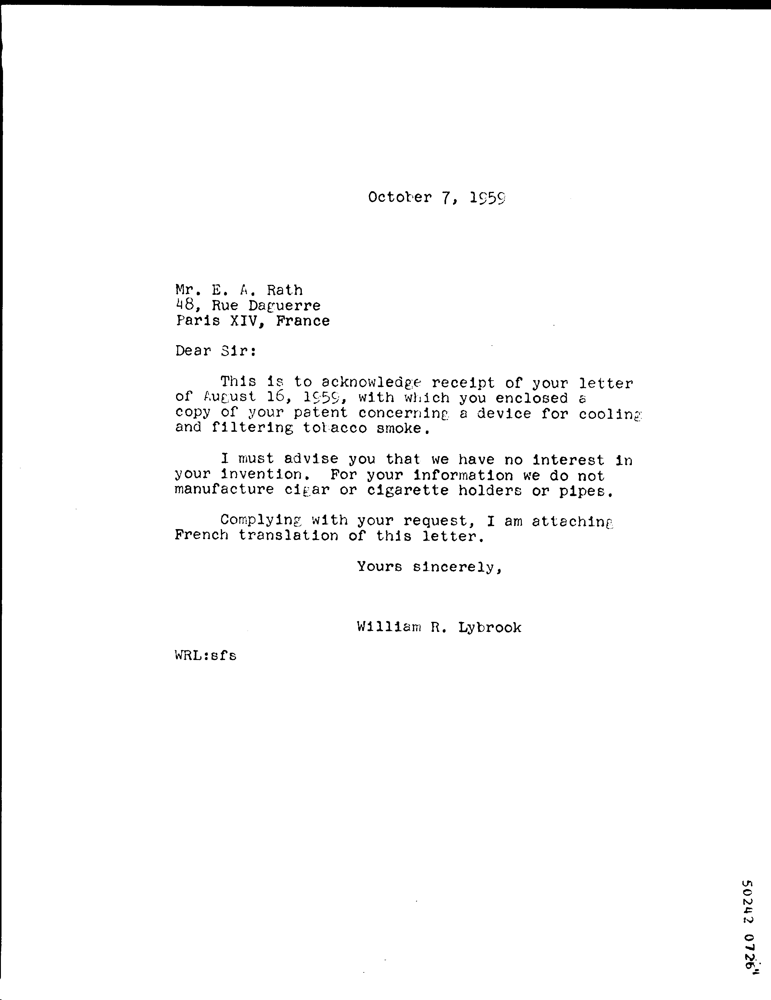 October 7, 1959
Mr. E. A. Rath
48, Rue Daguerre
Paris XIV, France
Dear Sir:
This is to acknowledge receipt of your letter
of August 16, 1959, with which you enclosed a
copy of your patent concerning a device for cooling
and filtering tobacco smoke.
I must advise you that we have no interest in
your invention. For your information we do not
manufacture cigar or cigarette holders or pipes.
Complying with your request, I am attaching
French translation of this letter.
Yours sincerely,
William R. Lybrook
WRL:sfs
50242 0726